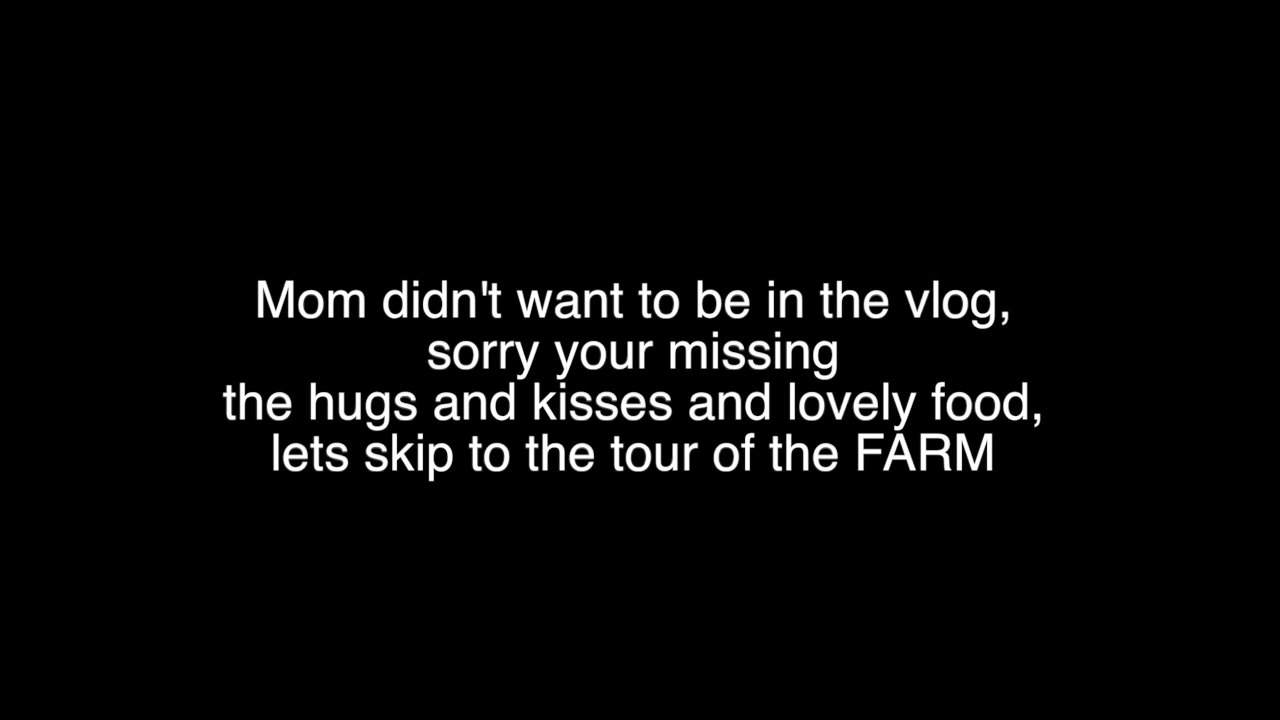 Mom didn't want to be in the vlog,
sorry your missing
the hugs and kisses and lovely food,
lets skip to the tour of the FARM